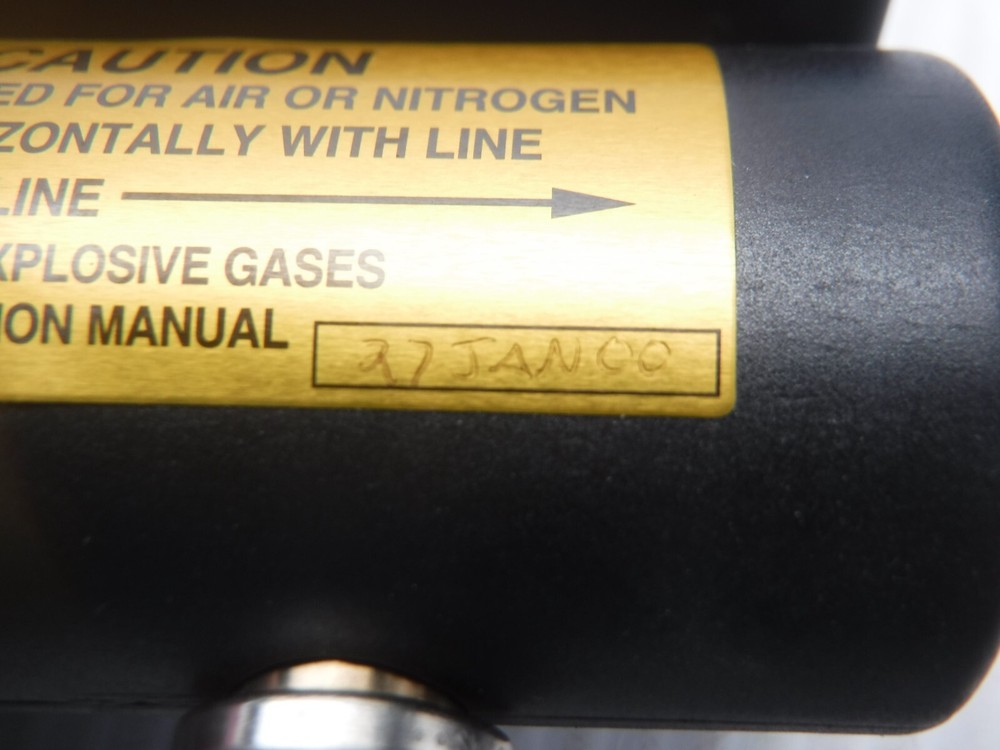 CAUTION
ED FOR AIR OR NITROGEN
ZONTALLY WITH LINE
LINE
XPLOSIVE GASES
ION MANUAL
27JAN00